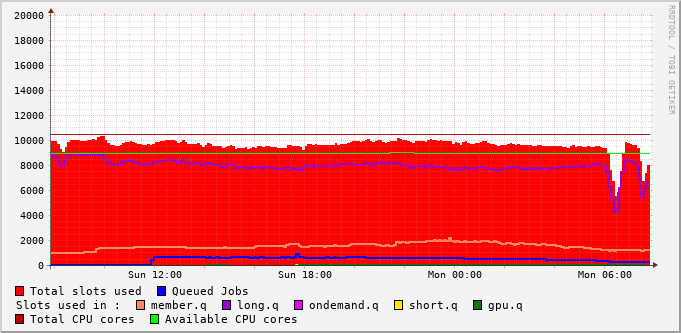 20000
18000
16000
14000
12000
10000
8000
6000
4000
2000
0
Sun 12:00 Sun 18:00 Mon 00:00 Mon 06:00
RRDTOOL / TOBI OETIKER
Total slots used Queued Jobs
Slots used in : member.q long.q ondemand.q short.q gpu.q
Total CPU cores Available CPU cores